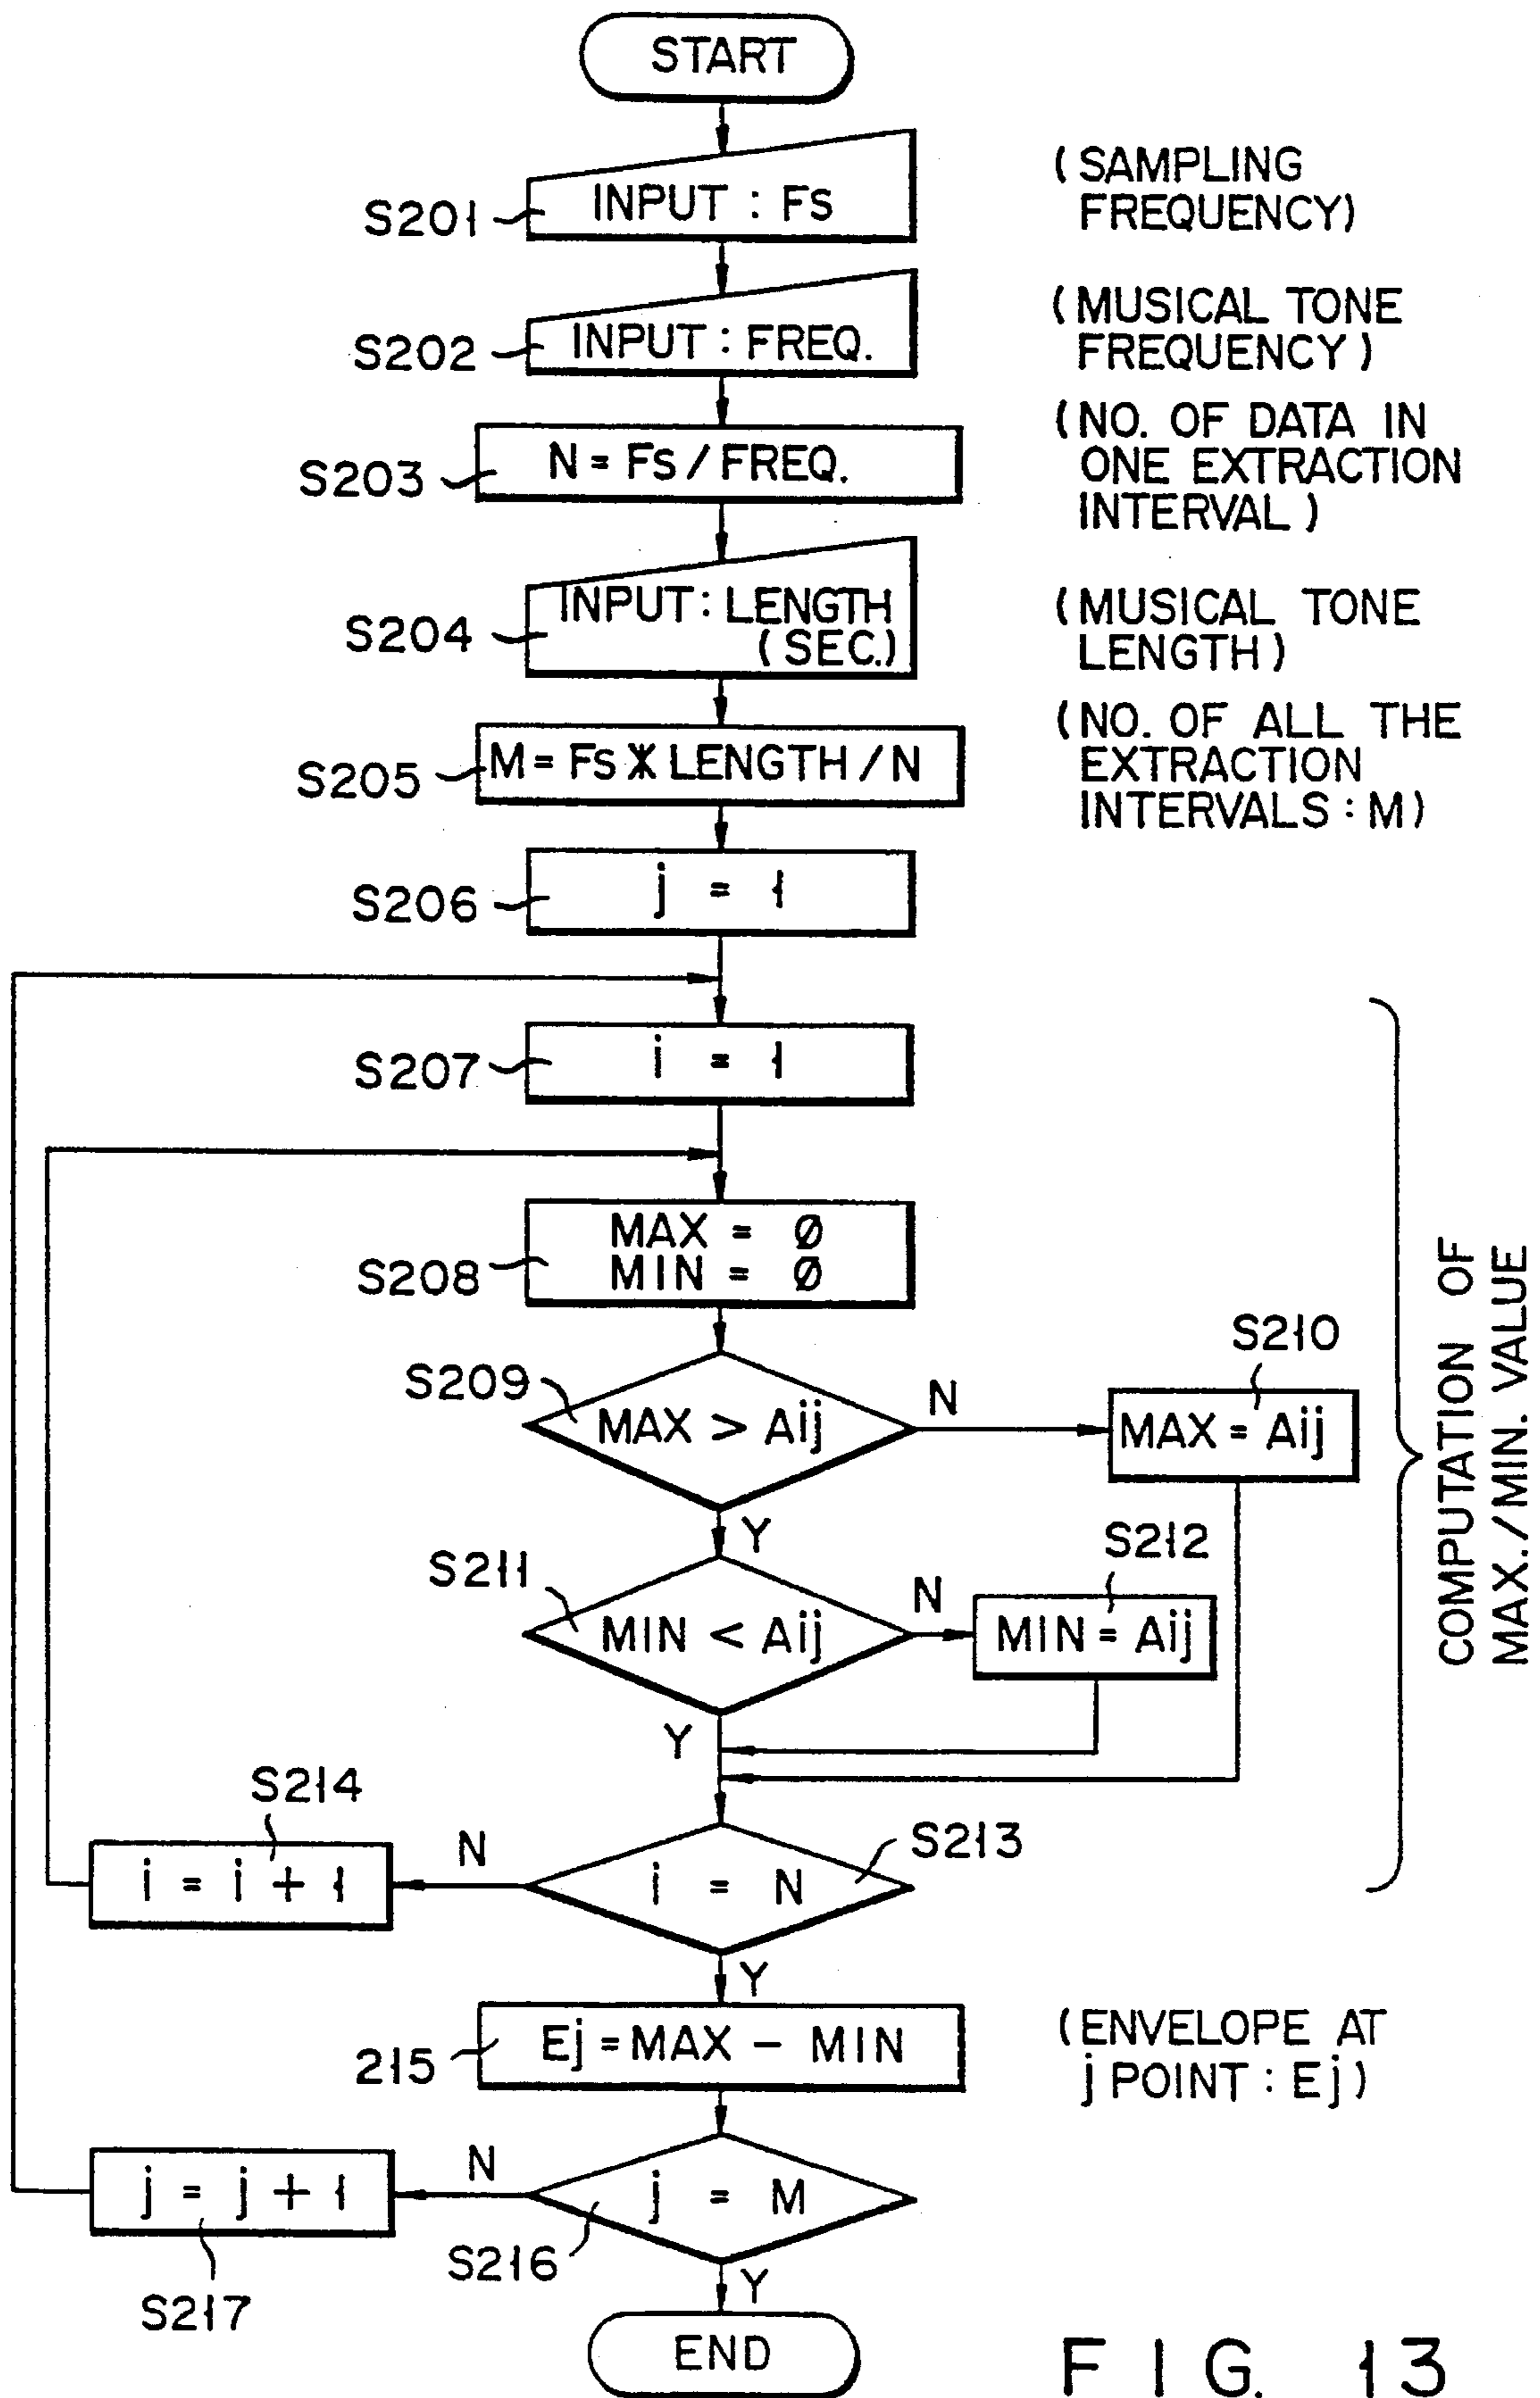 START
INPUT : Fs
S201
(SAMPLING
FREQUENCY)
INPUT : FREQ.
S202
(MUSICAL TONE
FREQUENCY)
N = Fs / FREQ.
S203
(NO. OF DATA IN
ONE EXTRACTION
INTERVAL)
INPUT : LENGTH
(SEC.)
S204
(MUSICAL TONE
LENGTH)
M = Fs * LENGTH / N
S205
(NO. OF ALL THE
EXTRACTION
INTERVALS : M)
j = 1
S206
i = 1
S207
MAX = Ø
MIN = Ø
S208
S209
MAX > Aij
N
S210
MAX = Aij
Y
S211
MIN < Aij
N
S212
MIN = Aij
Y
COMPUTATION OF
MAX./MIN. VALUE
S214
i = i + 1
N
i = N
S213
Y
215
Ej = MAX - MIN
(ENVELOPE AT
j POINT : Ej)
j = j + 1
N
j = M
S216
S217
Y
END
FIG. 13